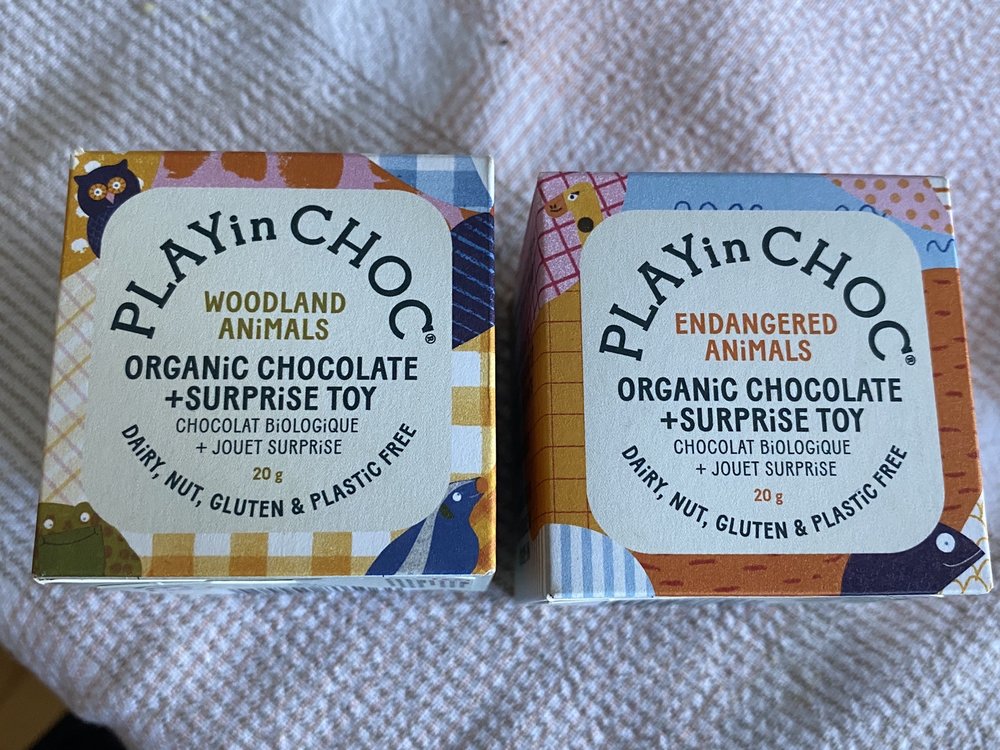 PLAYin CHOC®
WOODLAND
ANiMALS
ORGANiC CHOCOLATE
+SURPRiSE TOY
CHOCOLAT BiOLOGiQUE
+ JOUET SURPRiSE
20 g
DAiRY, NUT, GLUTEN & PLASTiC FREE
PLAYin CHOC®
ENDANGERED
ANiMALS
ORGANiC CHOCOLATE
+SURPRiSE TOY
CHOCOLAT BiOLOGiQUE
+ JOUET SURPRiSE
20 g
DAiRY, NUT, GLUTEN & PLASTiC FREE